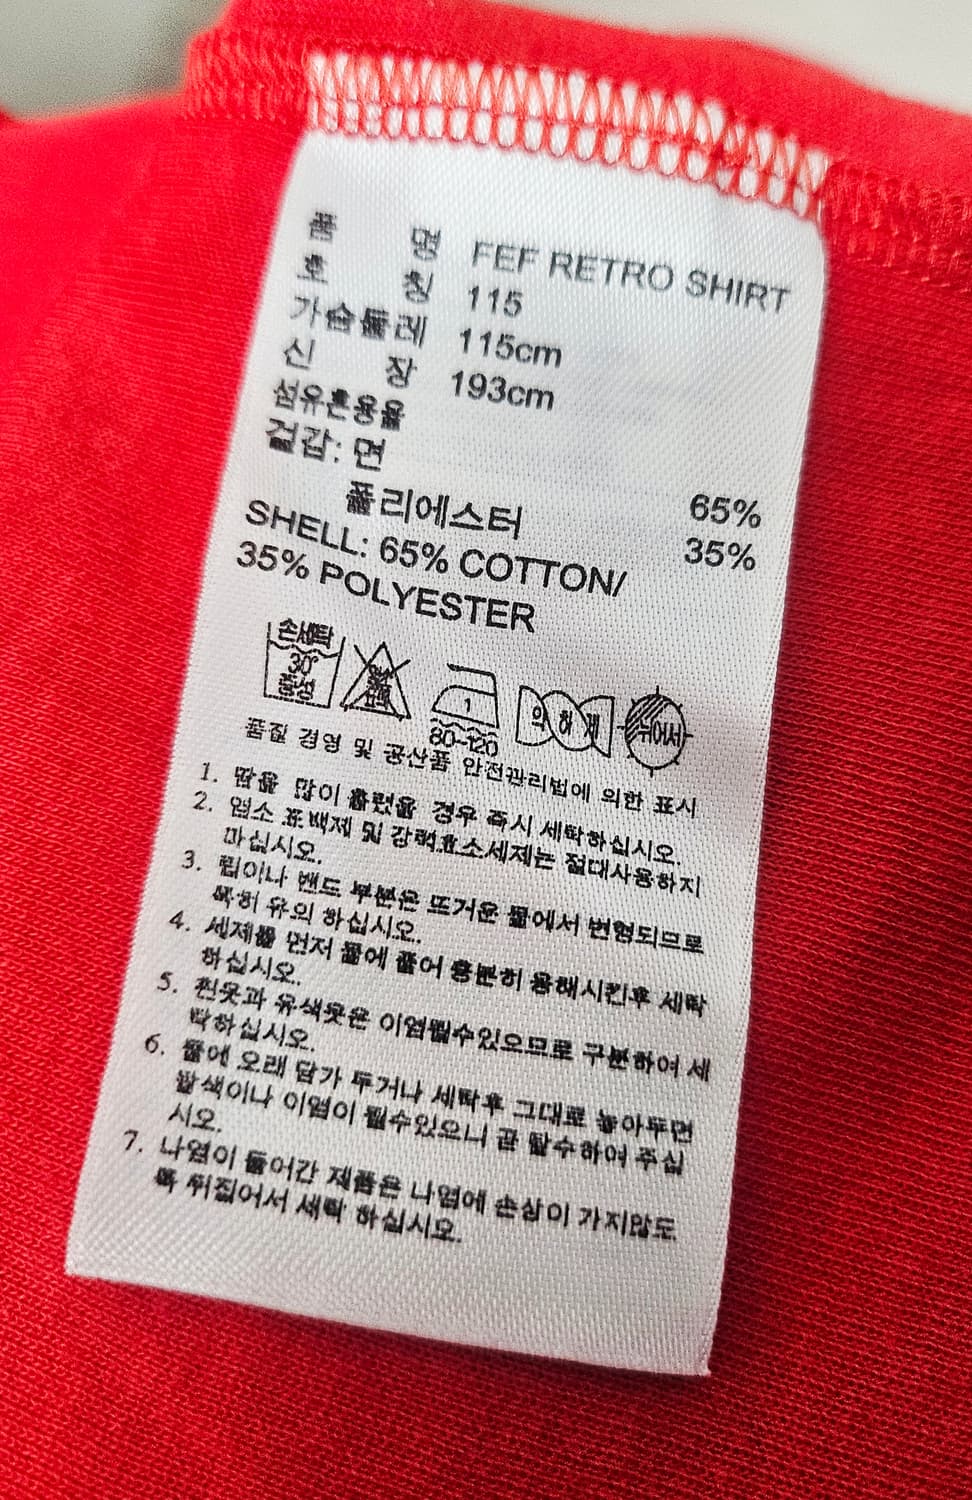 품 명 FEF RETRO SHIRT
호 칭 115
가슴둘레 115cm
신 장 193cm
섬유혼용율
겉감: 면 65%
폴리에스터 35%
SHELL: 65% COTTON/
35% POLYESTER
손세탁
30°
중성
1
80~120
약하게
뉘어서
품질 경영 및 공산품 안전관리법에 의한 표시
1. 땀을 많이 흘렸을 경우 즉시 세탁하십시오.
2. 염소 표백제 및 강력효소세제는 절대사용하지
마십시오.
3. 립이나 밴드 부분은 뜨거운 물에서 변형되므로
특히 유의 하십시오.
4. 세제를 먼저 물에 풀어 충분히 용해시킨후 세탁
하십시오.
5. 흰옷과 유색옷은 이염될수있으므로 구분하여 세
탁하십시오.
6. 물에 오래 담가 두거나 세탁후 그대로 놓아두면
탈색이나 이염이 될수있으니 곧 탈수하여 주십
시오.
7. 나염이 들어간 제품은 나염에 손상이 가지않도
록 뒤집어서 세탁 하십시오.